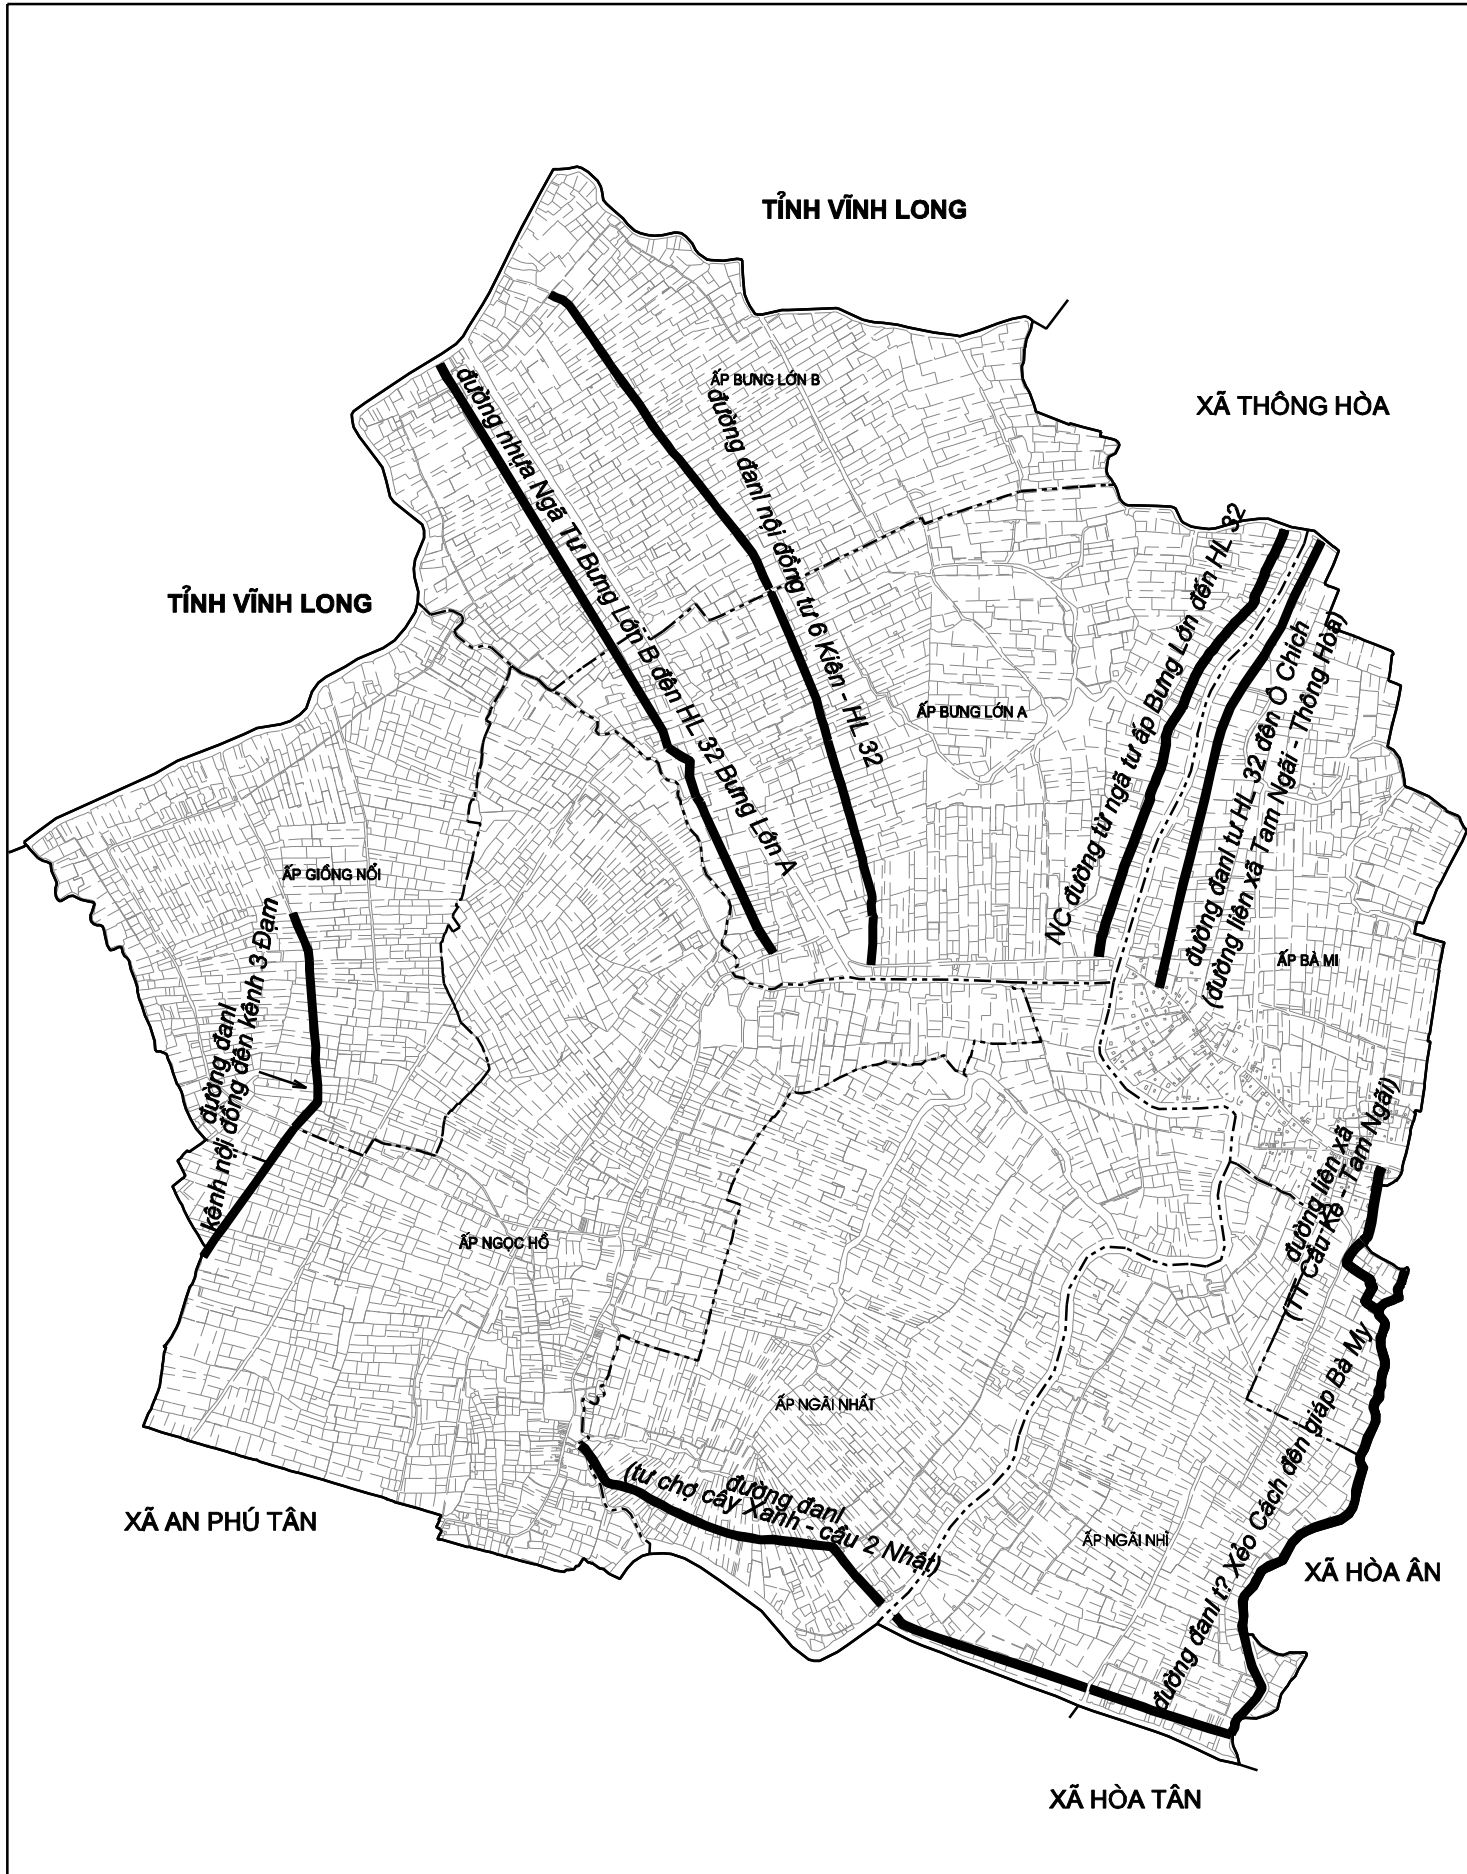 TỈNH VĨNH LONG
ẤP BƯNG LỚN B
XÃ THÔNG HÒA
đường nhựa Ngã Tư Bưng Lớn B đến HL 32 Bưng Lớn A
đường đanl nội đồng từ 6 Kiên - HL 32
TỈNH VĨNH LONG
NC đường từ ngã tư ấp Bưng Lớn đến HL 32
đường đanl từ HL 32 đến Ô Chích
(đường liên xã Tam Ngãi - Thông Hòa)
ẤP BƯNG LỚN A
ẤP GIỒNG NỔI
ẤP BÀ MI
đường đanl
kênh nội đồng đến kênh 3 Đạm
đường liên xã
(TT Cầu Kè - Tam Ngãi)
ẤP NGỌC HỒ
ẤP NGÃI NHẤT
đường đanl t? Xẻo Cách đến giáp Bà My
đường đanl
(từ chợ cây Xanh - cầu 2 Nhật)
XÃ AN PHÚ TÂN
ẤP NGÃI NHÌ
XÃ HÒA ÂN
XÃ HÒA TÂN